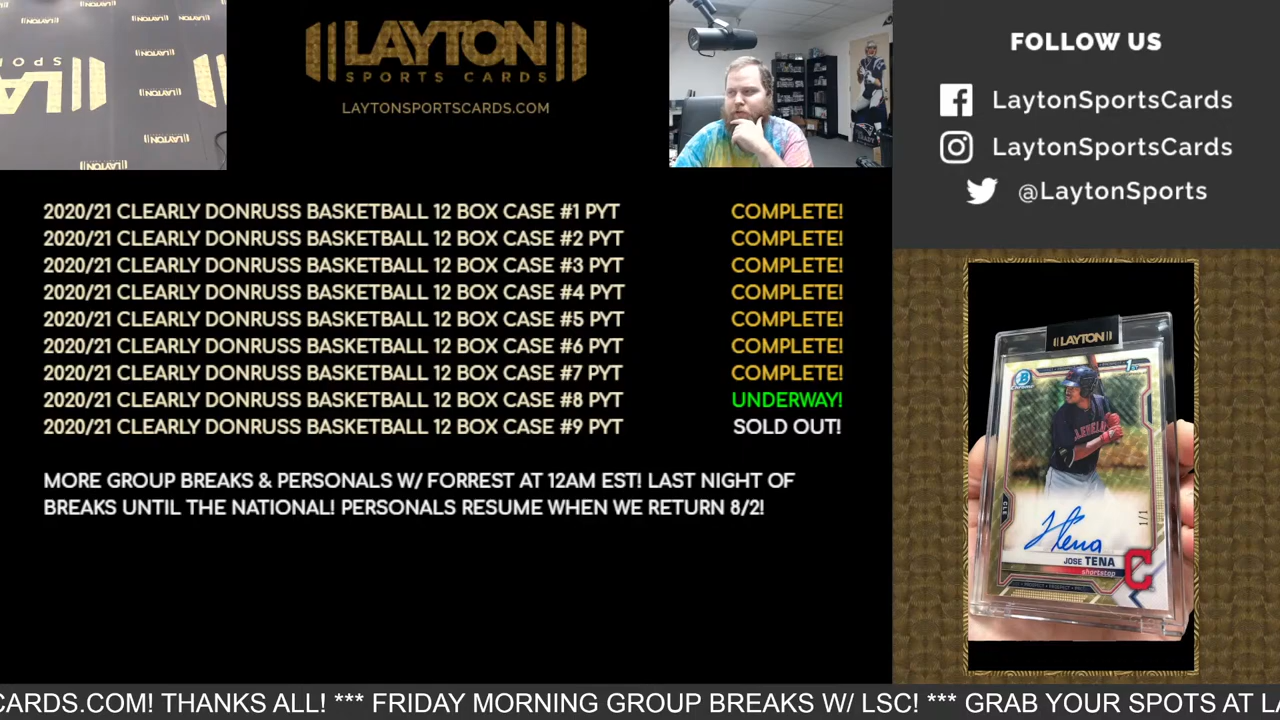 LAYTON
SPORTS CARDS
LAYTONSPORTSCARDS.COM
FOLLOW US
LaytonSportsCards
LaytonSportsCards
@LaytonSports
2020/21 CLEARLY DONRUSS BASKETBALL 12 BOX CASE #1 PYT COMPLETE!
2020/21 CLEARLY DONRUSS BASKETBALL 12 BOX CASE #2 PYT COMPLETE!
2020/21 CLEARLY DONRUSS BASKETBALL 12 BOX CASE #3 PYT COMPLETE!
2020/21 CLEARLY DONRUSS BASKETBALL 12 BOX CASE #4 PYT COMPLETE!
2020/21 CLEARLY DONRUSS BASKETBALL 12 BOX CASE #5 PYT COMPLETE!
2020/21 CLEARLY DONRUSS BASKETBALL 12 BOX CASE #6 PYT COMPLETE!
2020/21 CLEARLY DONRUSS BASKETBALL 12 BOX CASE #7 PYT COMPLETE!
2020/21 CLEARLY DONRUSS BASKETBALL 12 BOX CASE #8 PYT UNDERWAY!
2020/21 CLEARLY DONRUSS BASKETBALL 12 BOX CASE #9 PYT SOLD OUT!
MORE GROUP BREAKS & PERSONALS W/ FORREST AT 12AM EST! LAST NIGHT OF
BREAKS UNTIL THE NATIONAL! PERSONALS RESUME WHEN WE RETURN 8/2!
LAYTON
1st
CLE
1/1
JOSE TENA
shortstop
C
CARDS.COM! THANKS ALL! *** FRIDAY MORNING GROUP BREAKS W/ LSC! *** GRAB YOUR SPOTS AT LA